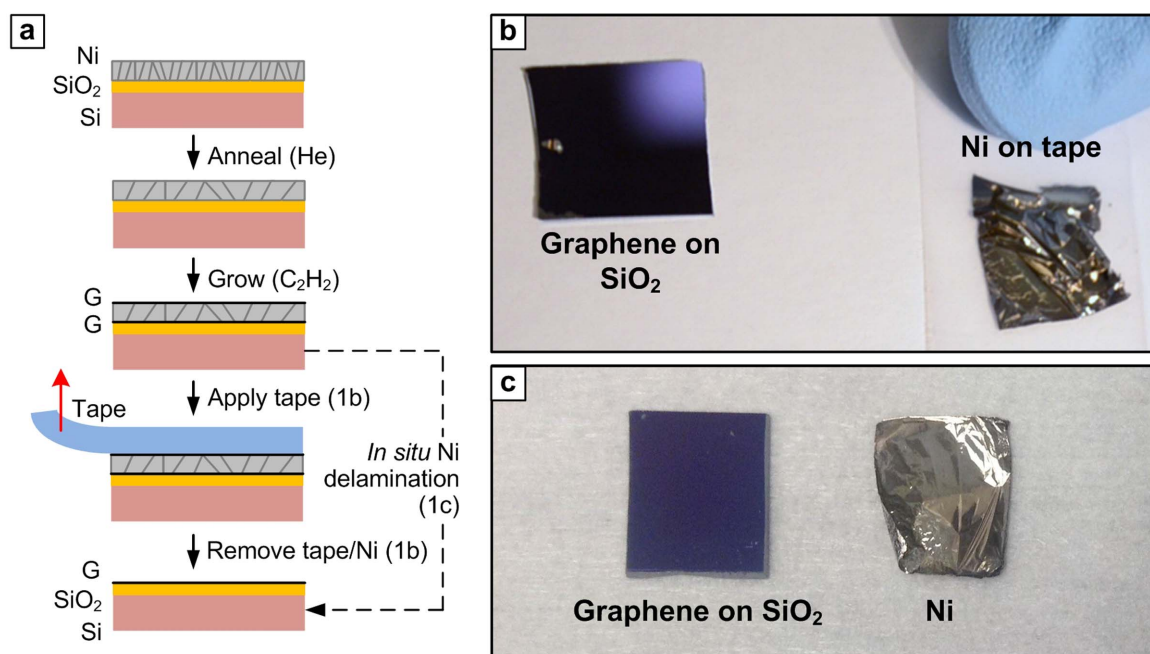 a
Ni
SiO₂
Si
Anneal (He)
Grow (C₂H₂)
G
G
Apply tape (1b)
Tape
In situ Ni
delamination
(1c)
Remove tape/Ni (1b)
G
SiO₂
Si
b
Graphene on
SiO₂
Ni on tape
c
Graphene on SiO₂
Ni